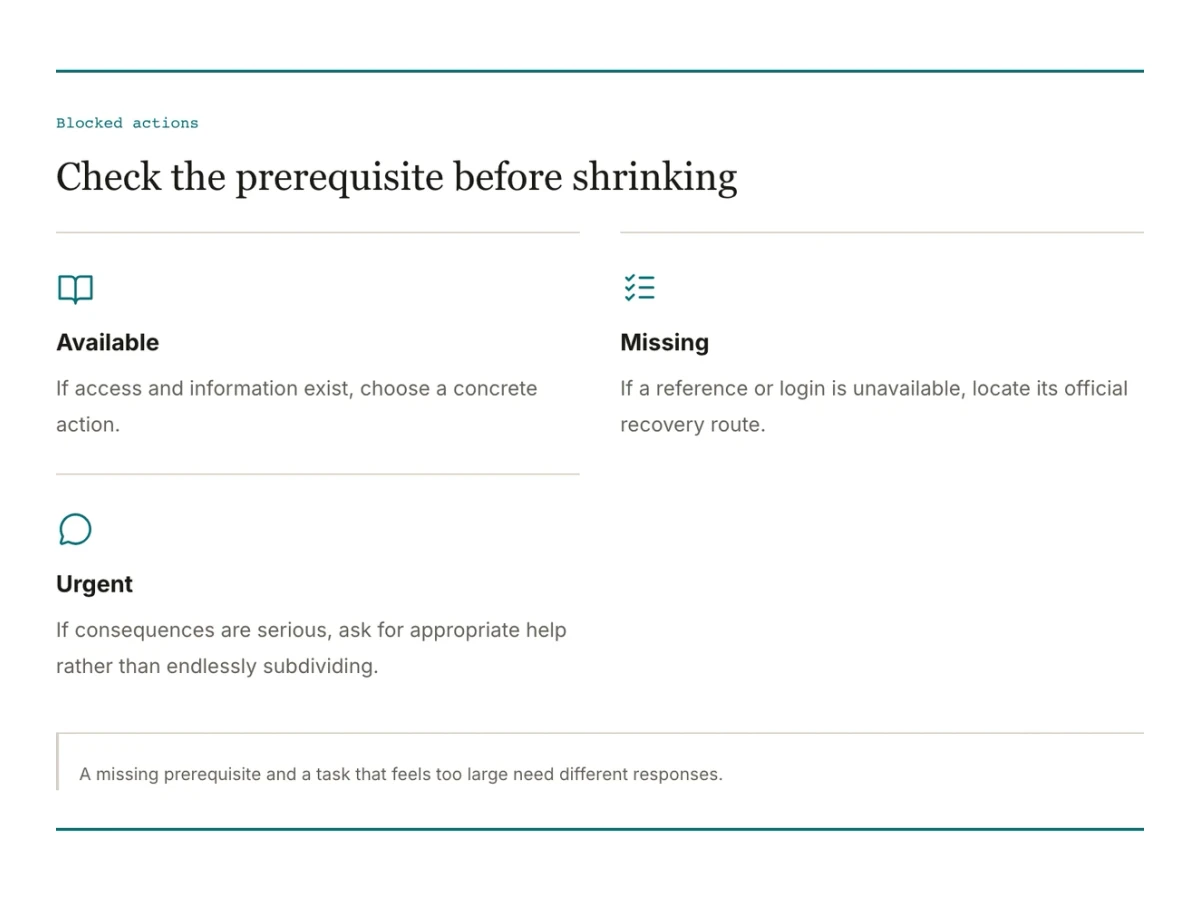 Blocked actions
Check the prerequisite before shrinking
Available
If access and information exist, choose a concrete
action.
Missing
If a reference or login is unavailable, locate its official
recovery route.
Urgent
If consequences are serious, ask for appropriate help
rather than endlessly subdividing.
A missing prerequisite and a task that feels too large need different responses.